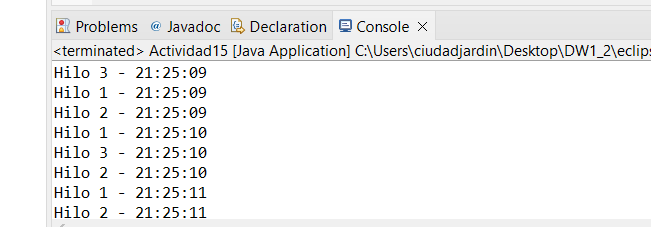 Problems @ Javadoc Declaration Console
<terminated> Actividad15 [Java Application] C:\Users\ciudadjardin\Desktop\DW1_2\eclips
Hilo 3 - 21:25:09
Hilo 1 - 21:25:09
Hilo 2 - 21:25:09
Hilo 1 - 21:25:10
Hilo 3 - 21:25:10
Hilo 2 - 21:25:10
Hilo 1 - 21:25:11
Hilo 2 - 21:25:11